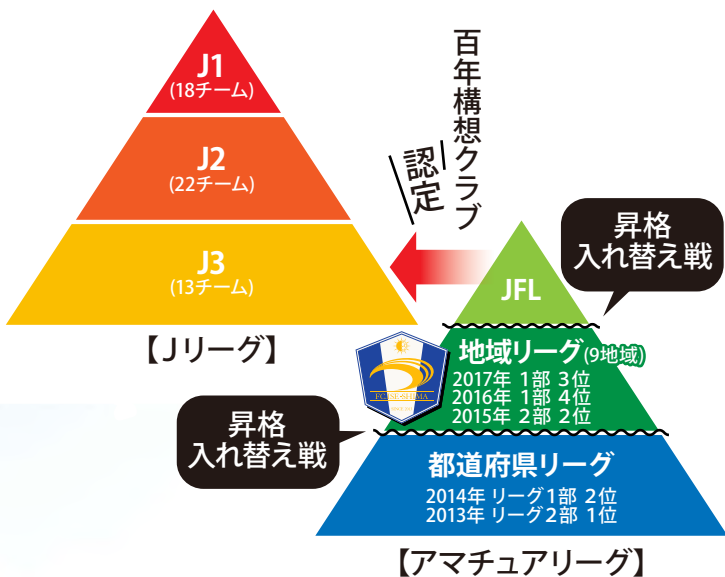 J1
(18チーム)
J2
(22チーム)
J3
(13チーム)
【Jリーグ】
百年構想クラブ
認定
昇格
入れ替え戦
JFL
地域リーグ(9地域)
2017年 1部 3位
2016年 1部 4位
2015年 2部 2位
FC.ISE-SHIMA
昇格
入れ替え戦
都道府県リーグ
2014年 リーグ1部 2位
2013年 リーグ2部 1位
【アマチュアリーグ】